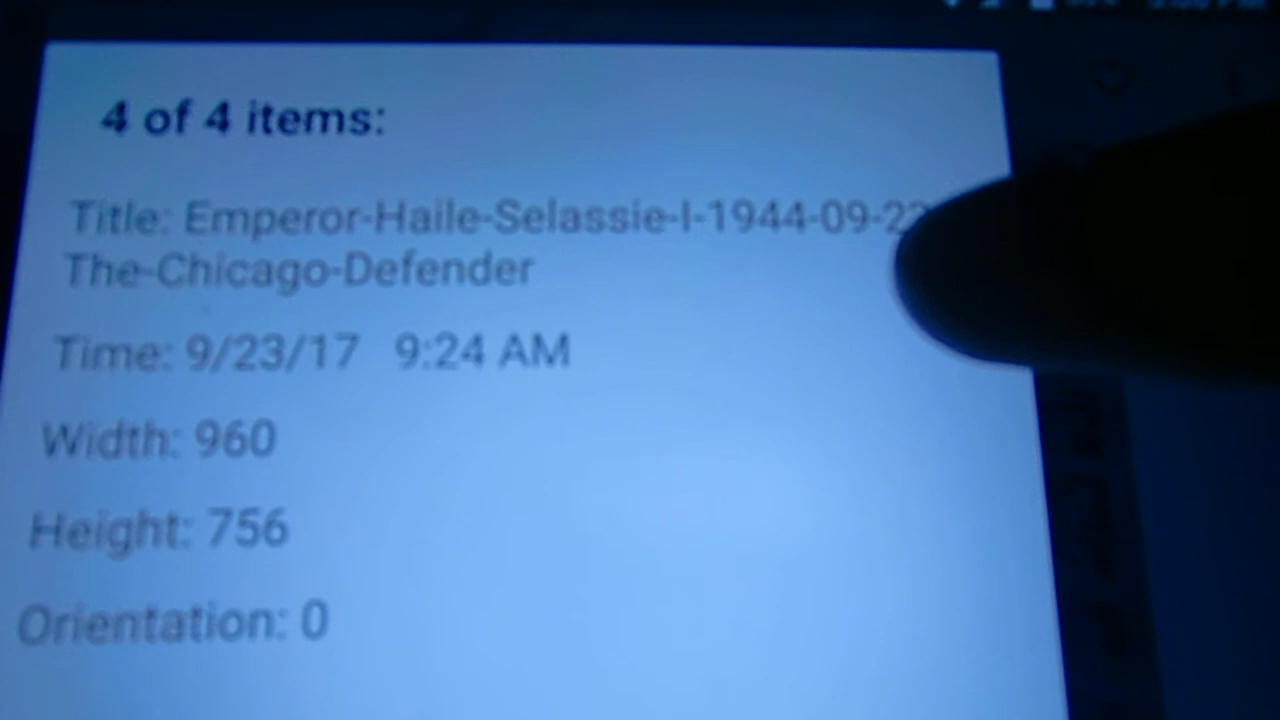 4 of 4 items:
Title: Emperor-Haile-Selassie-I-1944-09-23
The-Chicago-Defender
Time: 9/23/17 9:24 AM
Width: 960
Height: 756
Orientation: 0